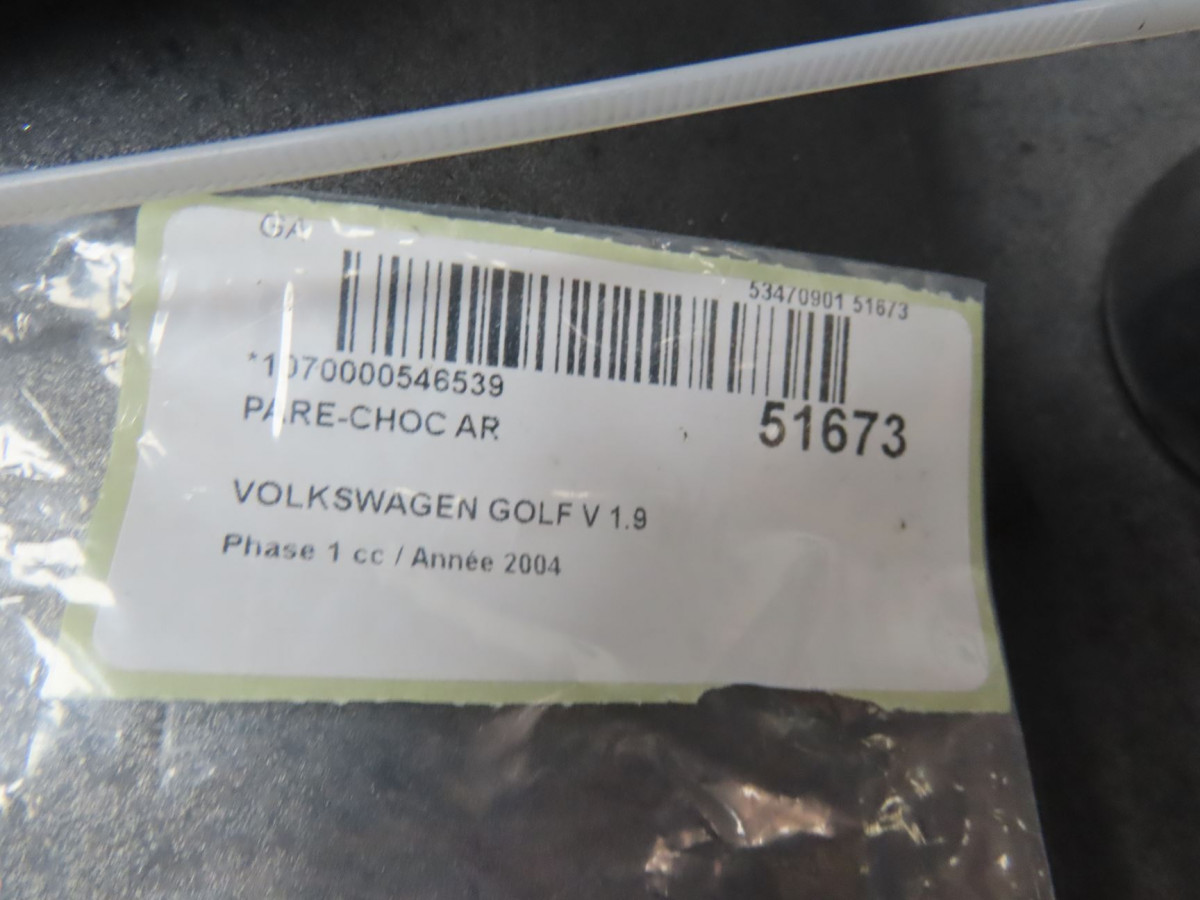 GA
53470901 51673
*1070000546539
PARE-CHOC AR
51673
VOLKSWAGEN GOLF V 1.9
Phase 1 cc / Année 2004